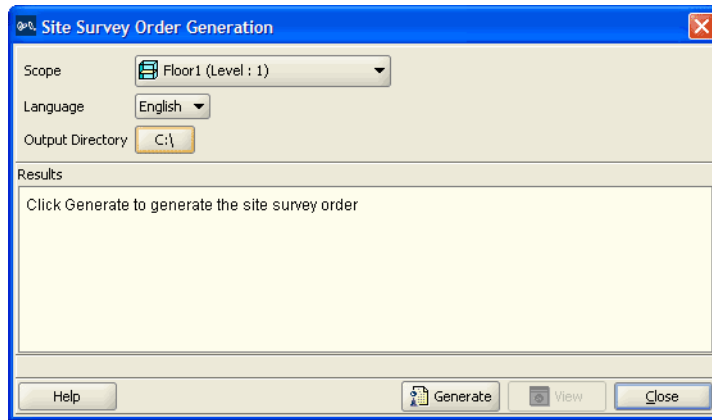 Site Survey Order Generation
Scope
Floor1 (Level : 1)
Language
English
Output Directory
C:\
Results
Click Generate to generate the site survey order
Help
Generate
View
Close